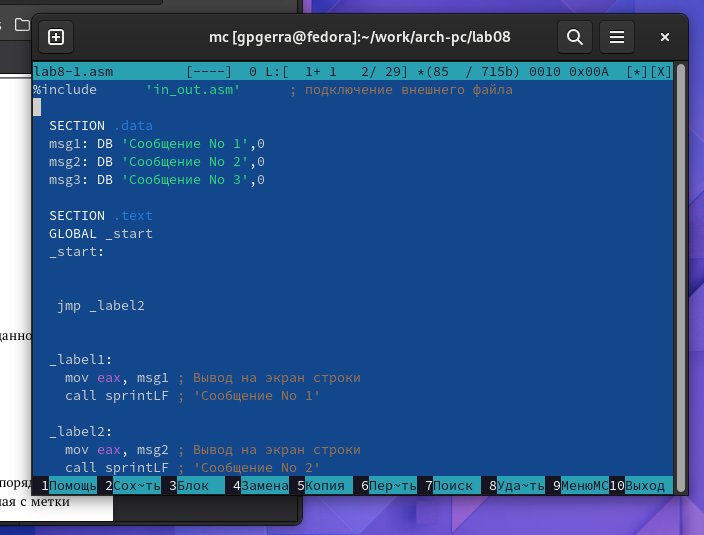 mc [gpgerra@fedora]:~/work/arch-pc/lab08
lab8-1.asm [----] 0 L:[ 1+ 1 2/ 29] *(85 / 715b) 0010 0x00A [*][X]
%include 'in_out.asm' ; подключение внешнего файла
SECTION .data
msg1: DB 'Сообщение No 1',0
msg2: DB 'Сообщение No 2',0
msg3: DB 'Сообщение No 3',0
SECTION .text
GLOBAL _start
_start:
jmp _label2
_label1:
mov eax, msg1 ; Вывод на экран строки
call sprintLF ; 'Сообщение No 1'
_label2:
mov eax, msg2 ; Вывод на экран строки
call sprintLF ; 'Сообщение No 2'
1Помощь 2Сох~ть 3Блок 4Замена 5Копия 6Пер~ть 7Поиск 8Уда~ть 9МенюMC 10Выход
ая с метки